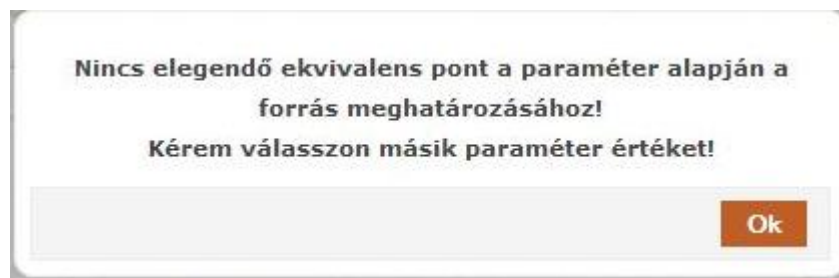 Nincs elegendő ekvivalens pont a paraméter alapján a
forrás meghatározásához!
Kérem válasszon másik paraméter értéket!
Ok